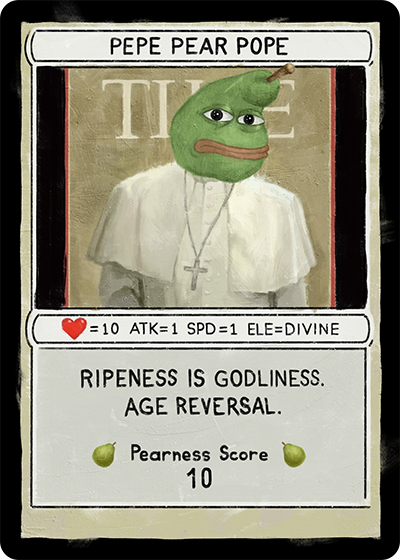 PEPE PEAR POPE
TIME
❤️=10 ATK=1 SPD=1 ELE=DIVINE
RIPENESS IS GODLINESS.
AGE REVERSAL.
Pearness Score
10